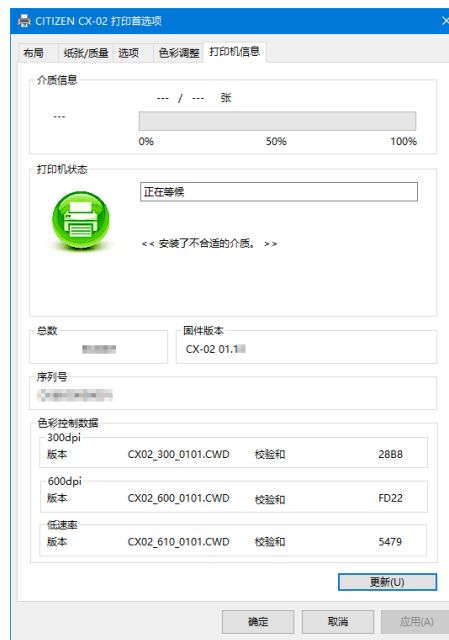 CITIZEN CX-02 打印首选项
布局 纸张/质量 选项 色彩调整 打印机信息
介质信息
--- / --- 张
---
0% 50% 100%
打印机状态
正在等候
<< 安装了不合适的介质。 >>
总数 固件版本
CX-02 01.1
序列号
色彩控制数据
300dpi
版本 CX02_300_0101.CWD 校验和 28B8
600dpi
版本 CX02_600_0101.CWD 校验和 FD22
低速率
版本 CX02_610_0101.CWD 校验和 5479
更新(U)
确定 取消 应用(A)